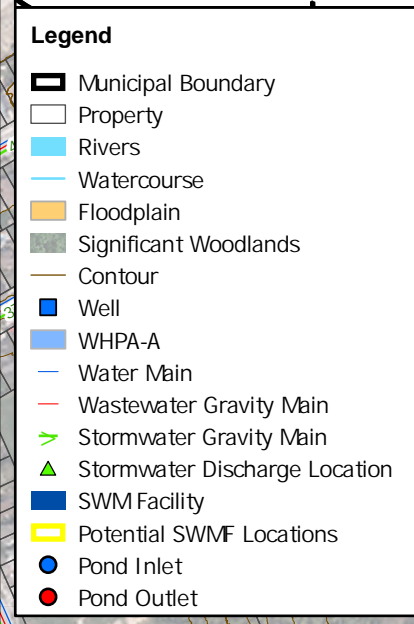 Legend
Municipal Boundary
Property
Rivers
Watercourse
Floodplain
Significant Woodlands
Contour
Well
WHPA-A
Water Main
Wastewater Gravity Main
Stormwater Gravity Main
Stormwater Discharge Location
SWM Facility
Potential SWMF Locations
Pond Inlet
Pond Outlet